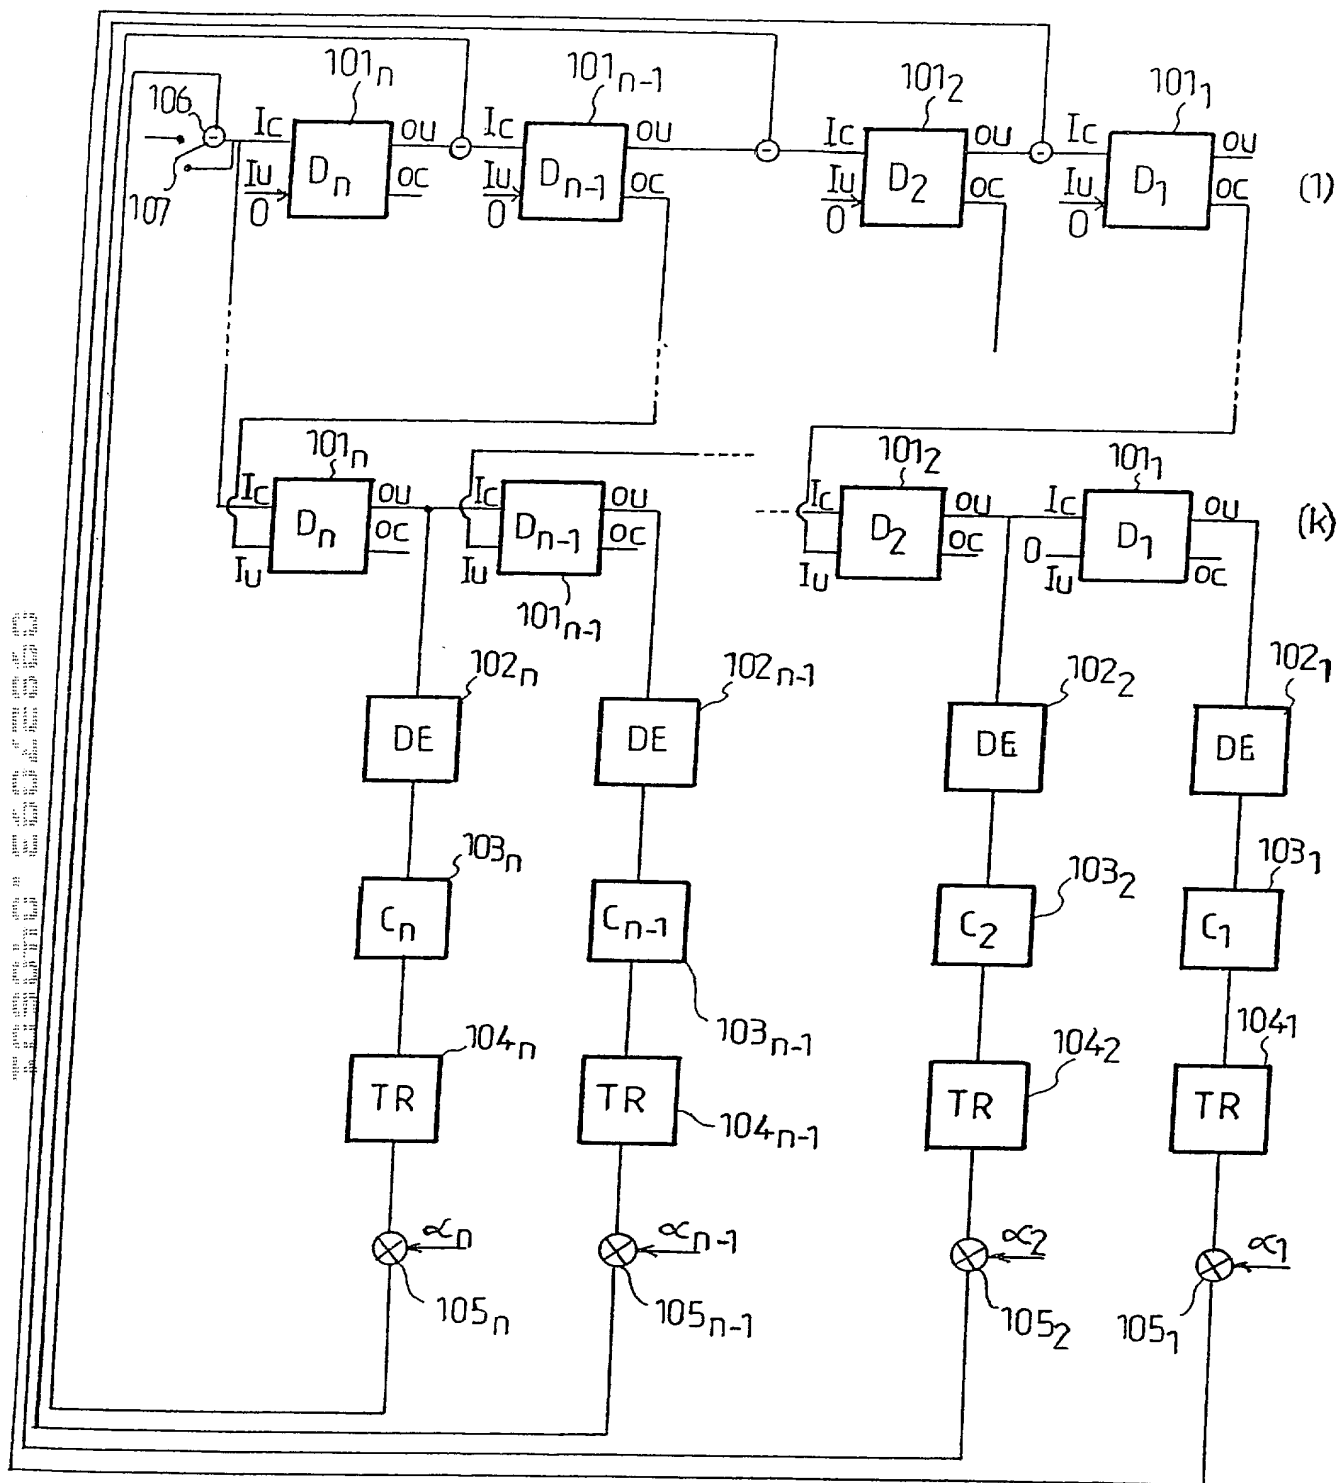 101n
101n-1
1012
1011
106
Ic
OU
Ic
OU
Ic
OU
Ic
OU
Dn
Dn-1
D2
D1
(1)
Iu
OC
Iu
OC
Iu
OC
Iu
OC
0
0
0
0
107
101n
1012
1011
Ic
OU
Ic
OU
Ic
OU
Ic
OU
(k)
Dn
OC
Dn-1
OC
D2
OC
0
D1
OC
Iu
Iu
Iu
Iu
101n-1
102n
102n-1
1022
1021
DE
DE
DE
DE
103n
1032
1031
Cn
Cn-1
C2
C1
103n-1
104n
1042
1041
TR
TR
TR
TR
104n-1
∝n
∝n-1
∝2
∝1
105n
105n-1
1052
1051